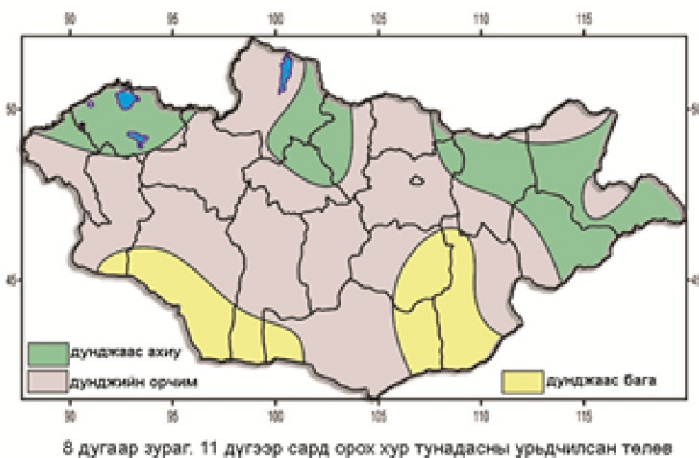 90 95 100 105 110 115
50
45 45
дунджаас ахиу
дунджийн орчим
дунджаас бага
90 95 100 105 110 115
8 дугаар зураг. 11 дүгээр сард орох хур тунадасны урьдчилсан төлөв